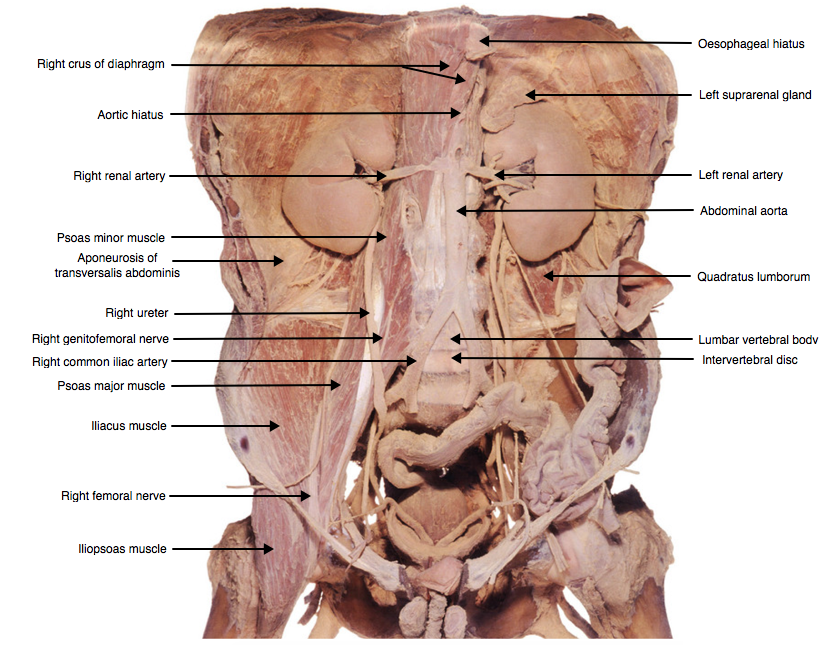 Oesophageal hiatus
Right crus of diaphragm
Left suprarenal gland
Aortic hiatus
Right renal artery
Left renal artery
Abdominal aorta
Psoas minor muscle
Aponeurosis of
transversalis abdominis
Quadratus lumborum
Right ureter
Right genitofemoral nerve
Lumbar vertebral body
Right common iliac artery
Intervertebral disc
Psoas major muscle
Iliacus muscle
Right femoral nerve
Iliopsoas muscle